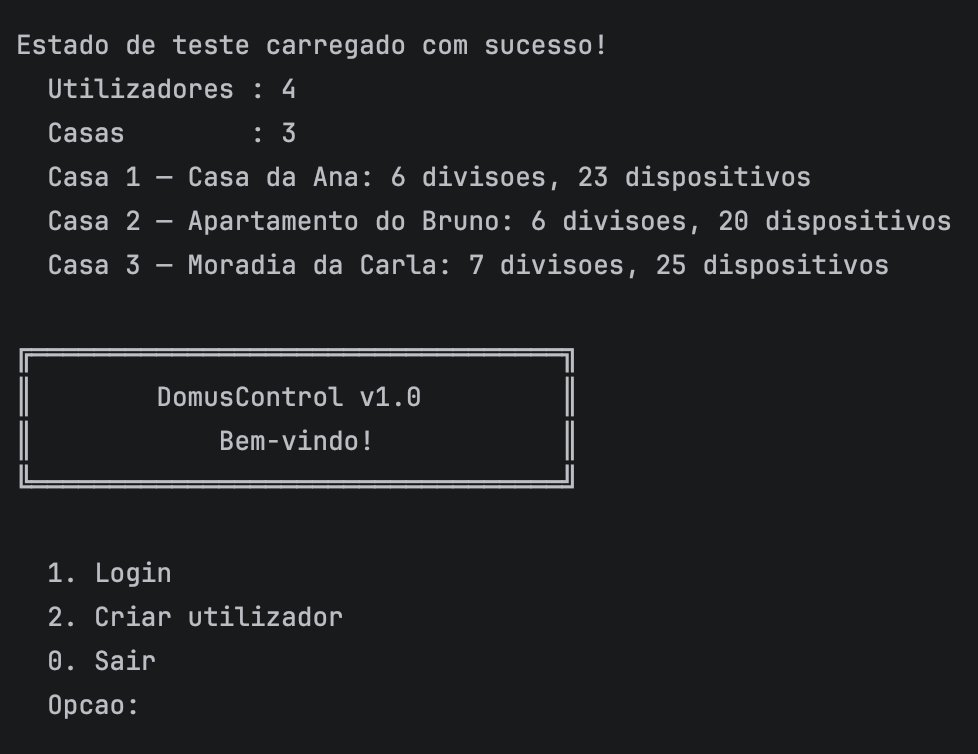 Estado de teste carregado com sucesso!
Utilizadores : 4
Casas        : 3
Casa 1 — Casa da Ana: 6 divisoes, 23 dispositivos
Casa 2 — Apartamento do Bruno: 6 divisoes, 20 dispositivos
Casa 3 — Moradia da Carla: 7 divisoes, 25 dispositivos
DomusControl v1.0
Bem-vindo!
1. Login
2. Criar utilizador
0. Sair
Opcao: